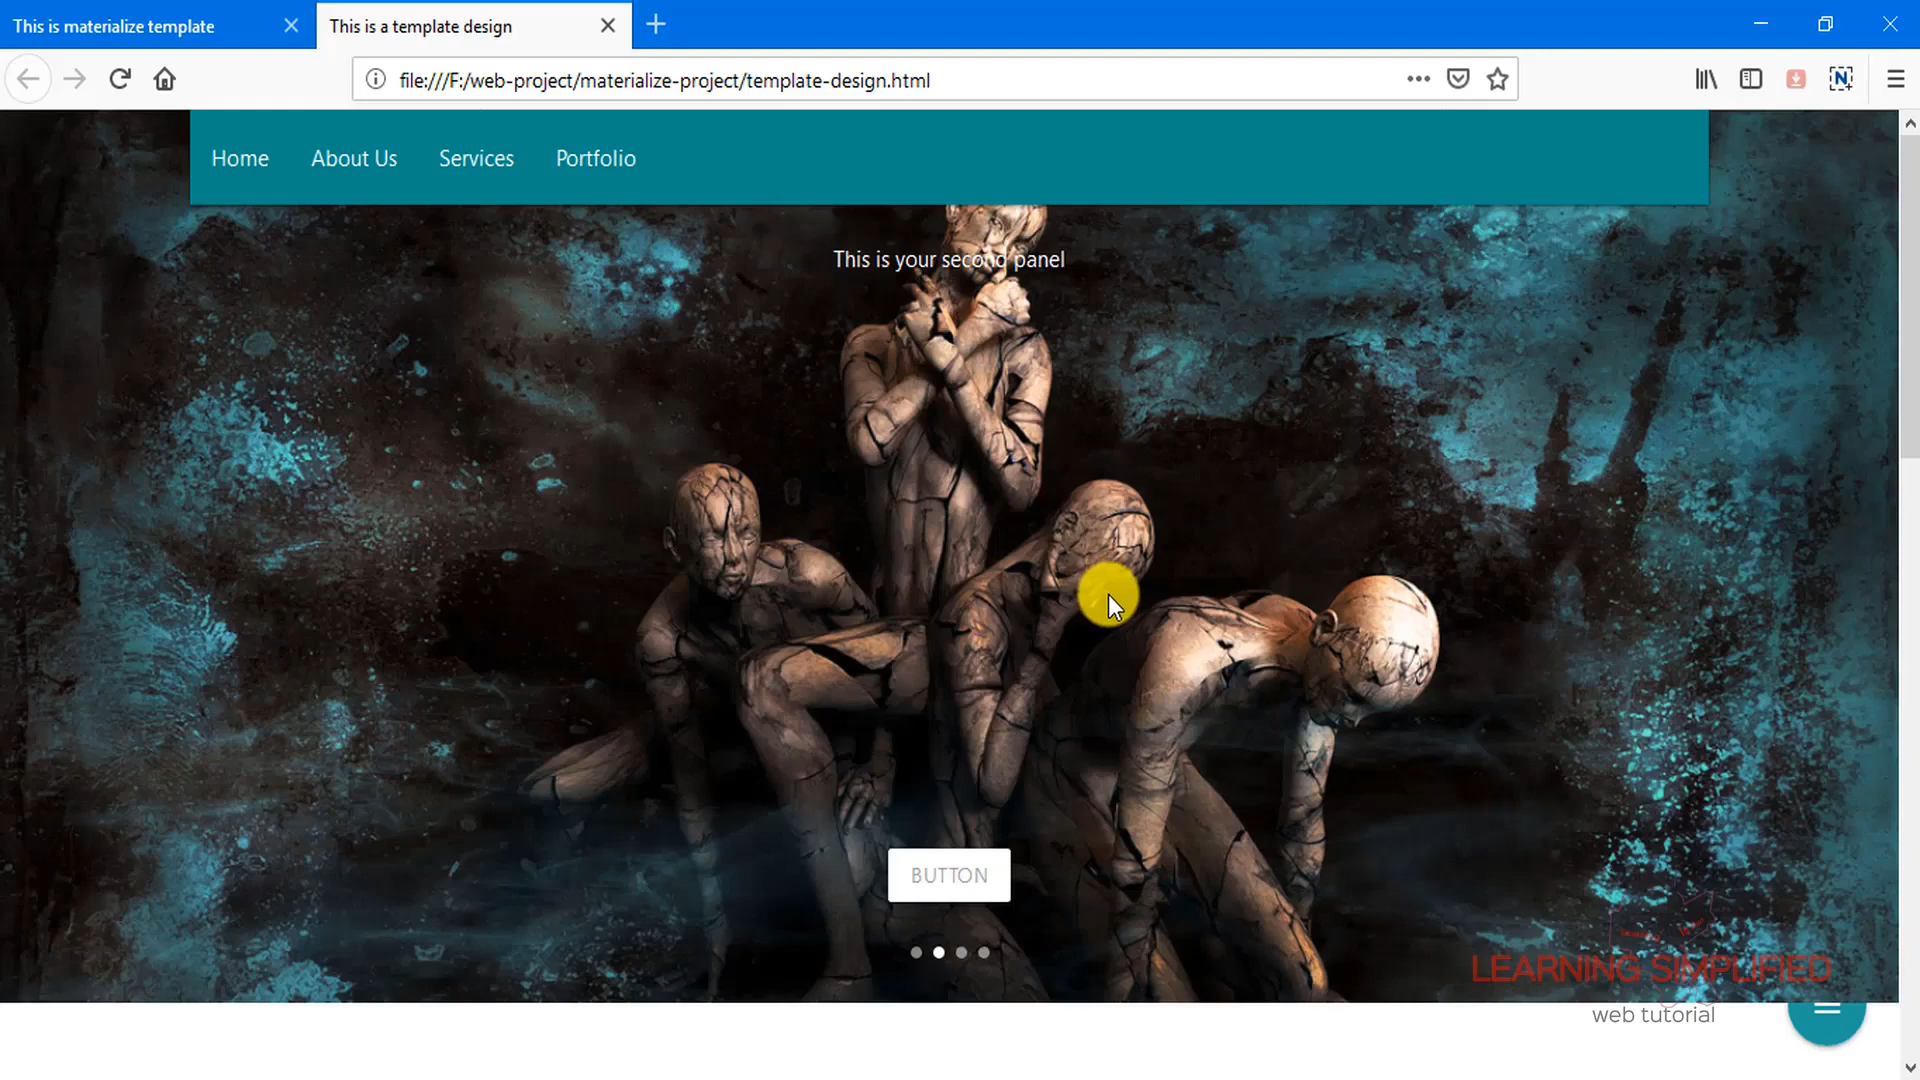 This is materialize template
This is a template design
file:///F:/web-project/materialize-project/template-design.html
N
Home About Us Services Portfolio
This is your second panel
BUTTON
LEARNING SIMPLIFIED
web tutorial